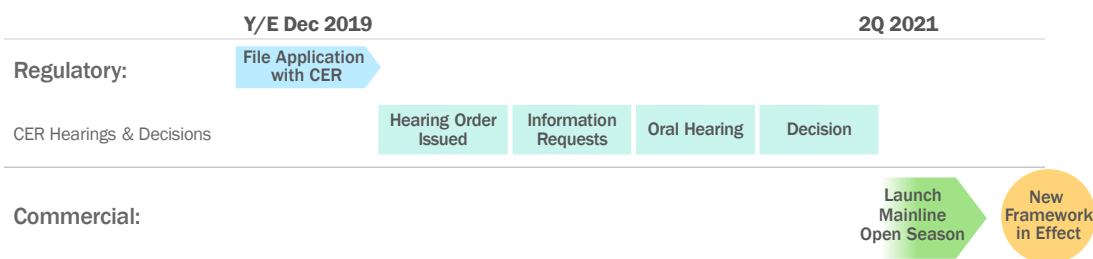 Y/E Dec 2019
2Q 2021
Regulatory:
File Application
with CER
CER Hearings & Decisions
Hearing Order
Issued
Information
Requests
Oral Hearing
Decision
Commercial:
Launch
Mainline
Open Season
New
Framework
in Effect